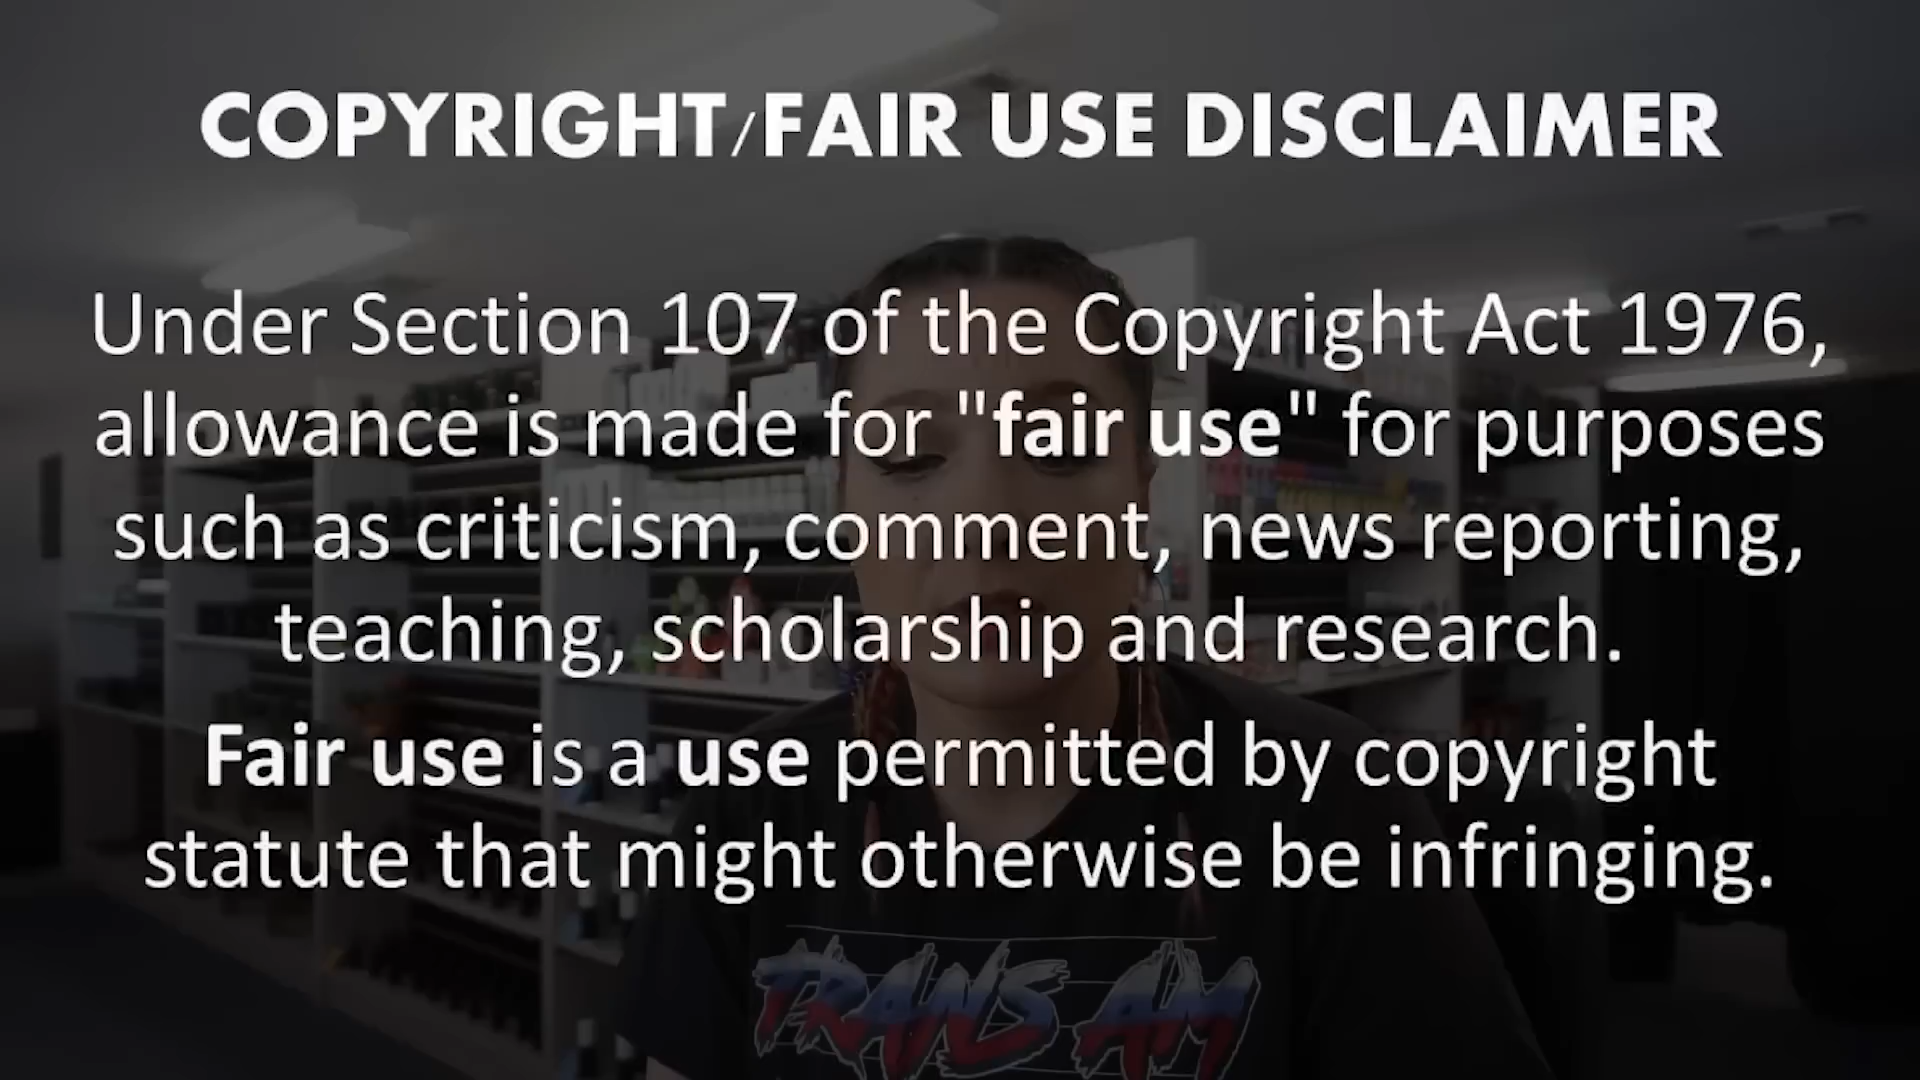 COPYRIGHT/FAIR USE DISCLAIMER
Under Section 107 of the Copyright Act 1976,
allowance is made for "fair use" for purposes
such as criticism, comment, news reporting,
teaching, scholarship and research.
Fair use is a use permitted by copyright
statute that might otherwise be infringing.
TRANS AM